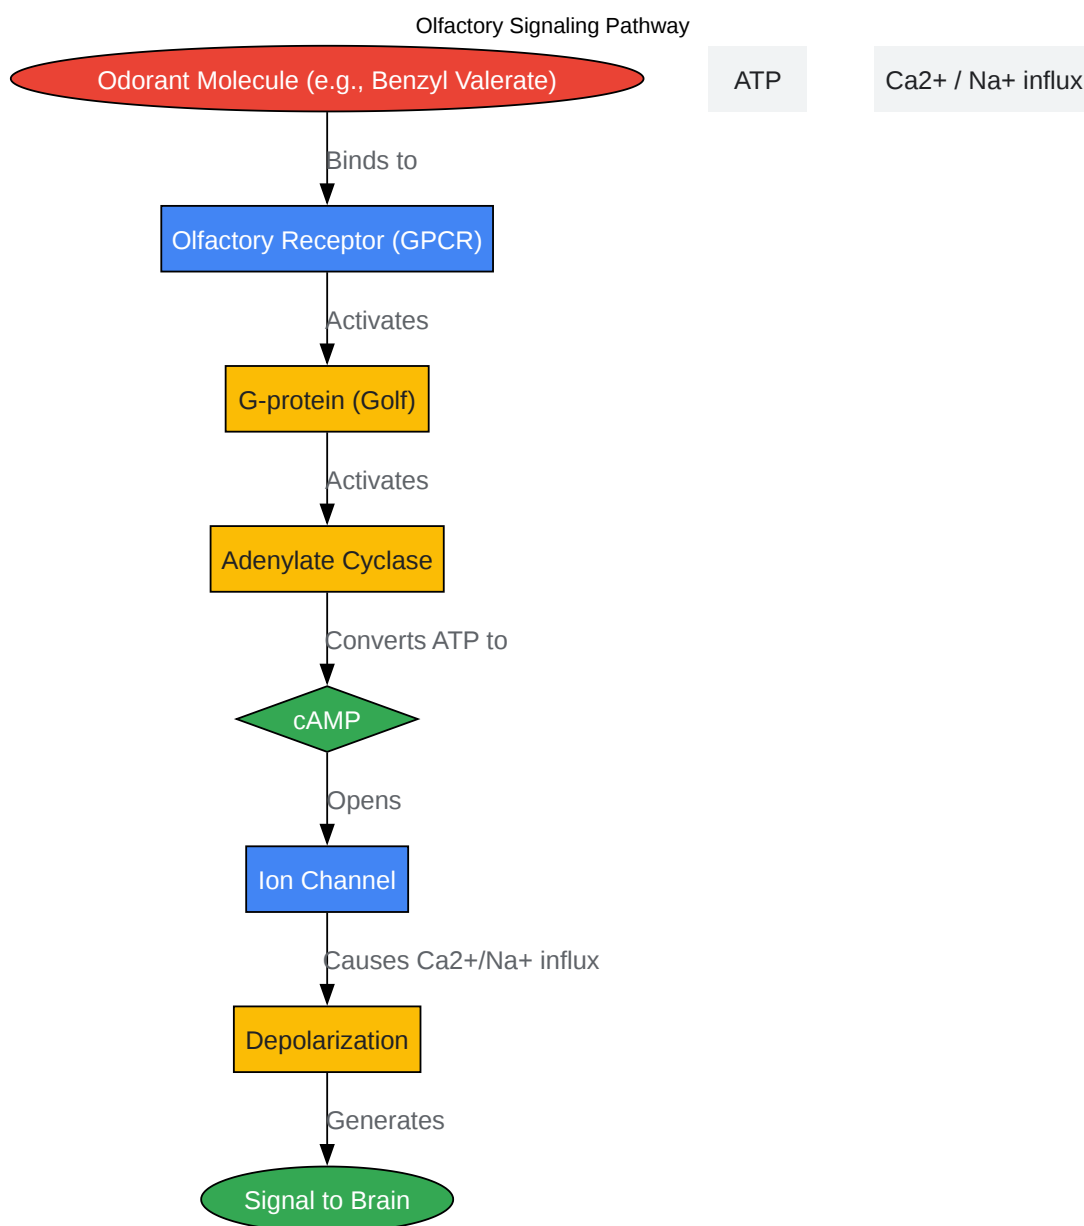 Olfactory Signaling Pathway
Odorant Molecule (e.g., Benzyl Valerate)
ATP
Ca2+ / Na+ influx
Binds to
Olfactory Receptor (GPCR)
Activates
G-protein (Golf)
Activates
Adenylate Cyclase
Converts ATP to
cAMP
Opens
Ion Channel
Causes Ca2+/Na+ influx
Depolarization
Generates
Signal to Brain